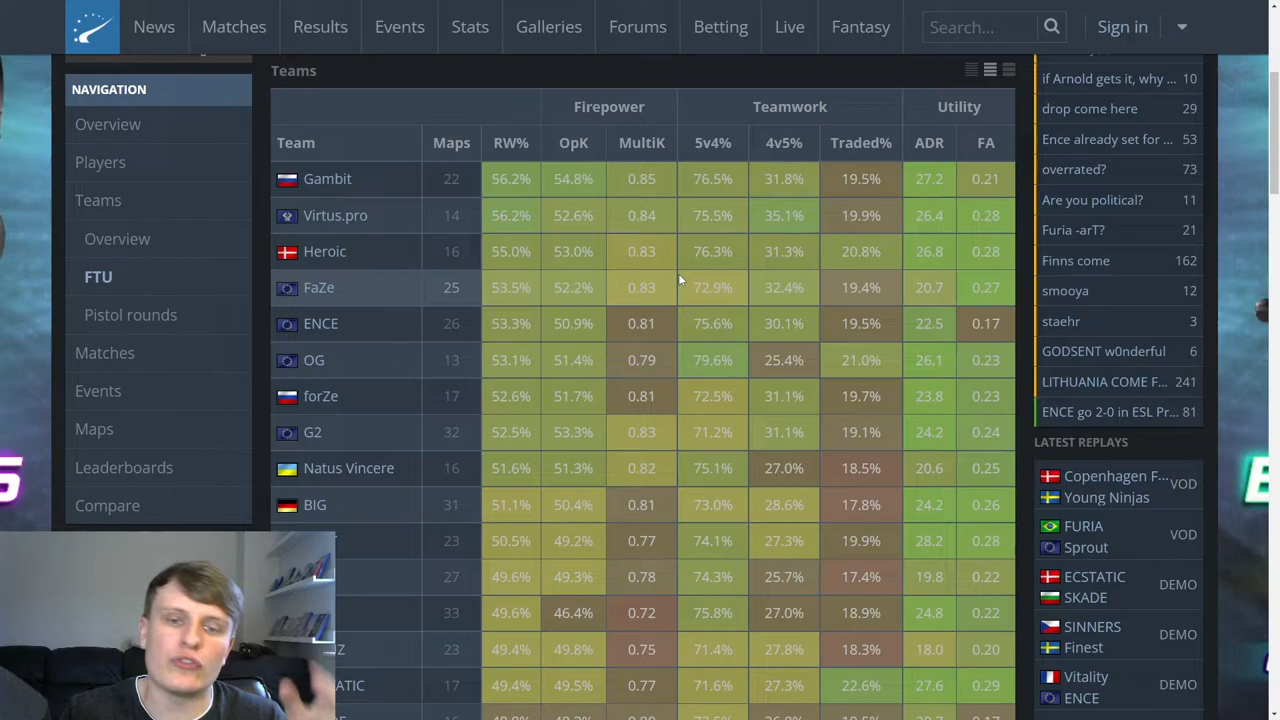 News Matches Results Events Stats Galleries Forums Betting Live Fantasy Search... Sign in
NAVIGATION
Overview
Players
Teams
Overview
FTU
Pistol rounds
Matches
Events
Maps
Leaderboards
Compare
Teams
Firepower Teamwork Utility
Team Maps RW% OpK MultiK 5v4% 4v5% Traded% ADR FA
Gambit 22 56.2% 54.8% 0.85 76.5% 31.8% 19.5% 27.2 0.21
Virtus.pro 14 56.2% 52.6% 0.84 75.5% 35.1% 19.9% 26.4 0.28
Heroic 16 55.0% 53.0% 0.83 76.3% 31.3% 20.8% 26.8 0.28
FaZe 25 53.5% 52.2% 0.83 72.9% 32.4% 19.4% 20.7 0.27
ENCE 26 53.3% 50.9% 0.81 75.6% 30.1% 19.5% 22.5 0.17
OG 13 53.1% 51.4% 0.79 79.6% 25.4% 21.0% 26.1 0.23
forZe 17 52.6% 51.7% 0.81 72.5% 31.1% 19.7% 23.8 0.23
G2 32 52.5% 53.3% 0.83 71.2% 31.1% 19.1% 24.2 0.24
Natus Vincere 16 51.6% 51.3% 0.82 75.1% 27.0% 18.5% 20.6 0.25
BIG 31 51.1% 50.4% 0.81 73.0% 28.6% 17.8% 24.2 0.26
23 50.5% 49.2% 0.77 74.1% 27.3% 19.9% 28.2 0.28
27 49.6% 49.3% 0.78 74.3% 25.7% 17.4% 19.8 0.22
33 49.6% 46.4% 0.72 75.8% 27.0% 18.9% 24.8 0.22
Z 23 49.4% 49.8% 0.75 71.4% 27.8% 18.3% 18.0 0.20
ATIC 17 49.4% 49.5% 0.77 71.6% 27.3% 22.6% 27.6 0.29
if Arnold gets it, why ... 10
drop come here 29
Ence already set for ... 53
overrated? 73
Are you political? 11
Furia -arT? 21
Finns come 162
smooya 12
staehr 3
GODSENT w0nderful 6
LITHUANIA COME F... 241
ENCE go 2-0 in ESL Pr... 81
LATEST REPLAYS
Copenhagen F... VOD
Young Ninjas
FURIA VOD
Sprout
ECSTATIC DEMO
SKADE
SINNERS DEMO
Finest
Vitality DEMO
ENCE